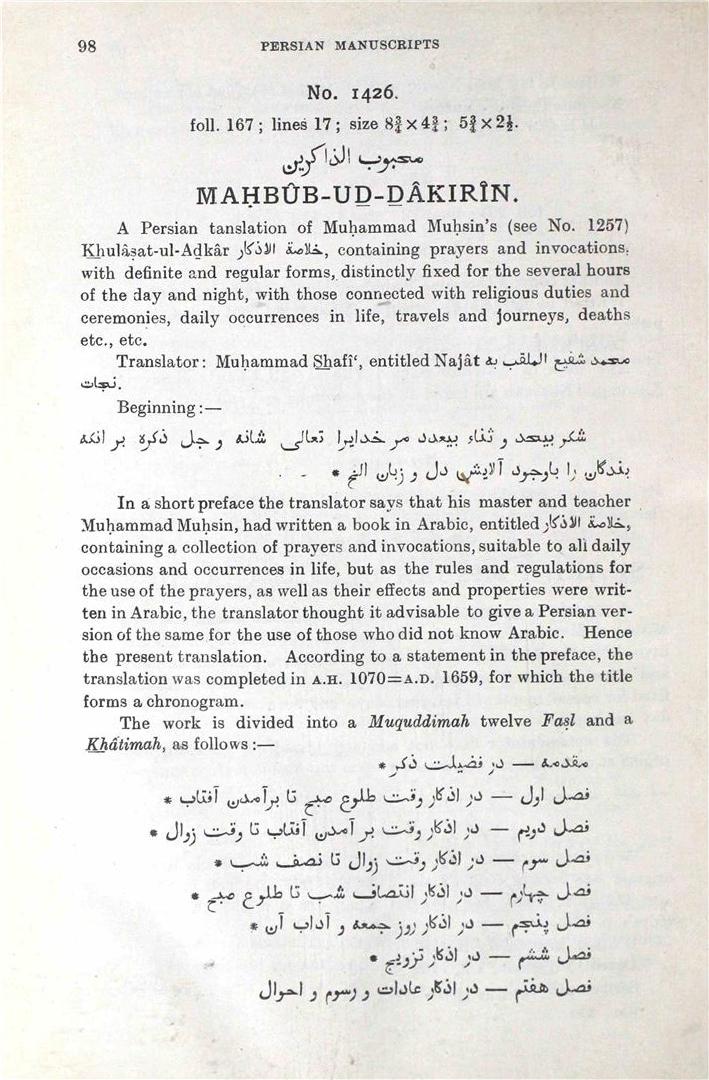 98 PERSIAN MANUSCRIPTS
No. 1426.
foll. 167; lines 17; size 8¾ × 4¾; 5¾ × 2½.
محبوب الذاکرین
MAḤBÛB-UḎ-ḎÂKIRÎN.
A Persian tanslation of Muḥammad Muḥsin's (see No. 1257)
K͟hulâṣat-ul-Aḏkâr خلاصة الاذکار, containing prayers and invocations,
with definite and regular forms, distinctly fixed for the several hours
of the day and night, with those connected with religious duties and
ceremonies, daily occurrences in life, travels and journeys, deaths
etc., etc.
Translator: Muḥammad S͟hafîʻ, entitled Najât محمد شفیع الملقب به
نجات.
Beginning:—
شکر بیحد و ثناء بیعدد مر خدایرا تعالی شانه و جل ذکره بر انکه
بندگان را باوجود آلایش دل و زبان الخ *
In a short preface the translator says that his master and teacher
Muḥammad Muḥsin, had written a book in Arabic, entitled خلاصة الاذکار,
containing a collection of prayers and invocations, suitable to all daily
occasions and occurrences in life, but as the rules and regulations for
the use of the prayers, as well as their effects and properties were writ-
ten in Arabic, the translator thought it advisable to give a Persian ver-
sion of the same for the use of those who did not know Arabic. Hence
the present translation. According to a statement in the preface, the
translation was completed in A.H. 1070=A.D. 1659, for which the title
forms a chronogram.
The work is divided into a Muquddimah twelve Faṣl and a
K͟hâtimah, as follows:—
مقدمه — در فضیلت ذکر *
فصل اول — در اذکار وقت طلوع صبح تا برآمدن آفتاب *
فصل دویم — در اذکار وقت بر آمدن آفتاب تا وقت زوال *
فصل سوم — در اذکار وقت زوال تا نصف شب *
فصل چهارم — در اذکار انتصاف شب تا طلوع صبح *
فصل پنجم — در اذکار روز جمعه و آداب آن *
فصل ششم — در اذکار تزویج *
فصل هفتم — در اذکار عادات و رسوم و احوال